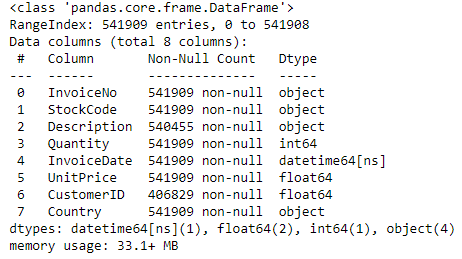 <class 'pandas.core.frame.DataFrame'>
RangeIndex: 541909 entries, 0 to 541908
Data columns (total 8 columns):
 #   Column       Non-Null Count   Dtype
---  ------       --------------   -----
 0   InvoiceNo    541909 non-null  object
 1   StockCode    541909 non-null  object
 2   Description  540455 non-null  object
 3   Quantity     541909 non-null  int64
 4   InvoiceDate  541909 non-null  datetime64[ns]
 5   UnitPrice    541909 non-null  float64
 6   CustomerID   406829 non-null  float64
 7   Country      541909 non-null  object
dtypes: datetime64[ns](1), float64(2), int64(1), object(4)
memory usage: 33.1+ MB